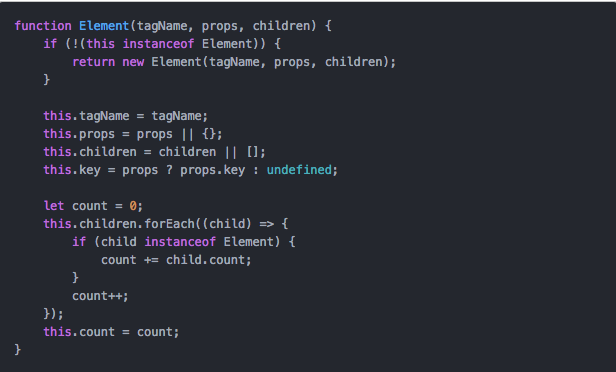 function Element(tagName, props, children) {
    if (!(this instanceof Element)) {
        return new Element(tagName, props, children);
    }

    this.tagName = tagName;
    this.props = props || {};
    this.children = children || [];
    this.key = props ? props.key : undefined;

    let count = 0;
    this.children.forEach((child) => {
        if (child instanceof Element) {
            count += child.count;
        }
        count++;
    });
    this.count = count;
}